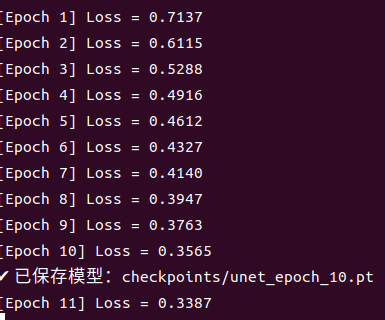 [Epoch 1] Loss = 0.7137
[Epoch 2] Loss = 0.6115
[Epoch 3] Loss = 0.5288
[Epoch 4] Loss = 0.4916
[Epoch 5] Loss = 0.4612
[Epoch 6] Loss = 0.4327
[Epoch 7] Loss = 0.4140
[Epoch 8] Loss = 0.3947
[Epoch 9] Loss = 0.3763
[Epoch 10] Loss = 0.3565
✔ 已保存模型：checkpoints/unet_epoch_10.pt
[Epoch 11] Loss = 0.3387